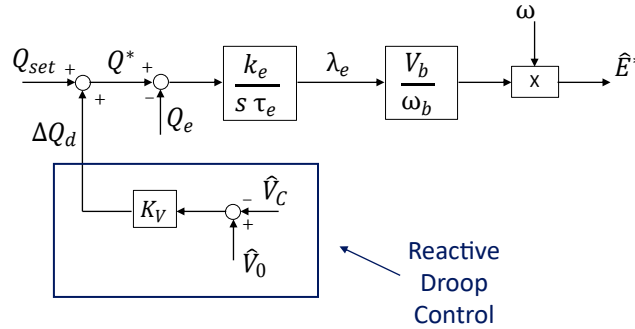 ω
Q_set + Q* + k_e / s τ_e λ_e V_b / ω_b x Ê*
+ −
ΔQ_d Q_e
K_V − V̂_C
+
V̂_0
Reactive
Droop
Control